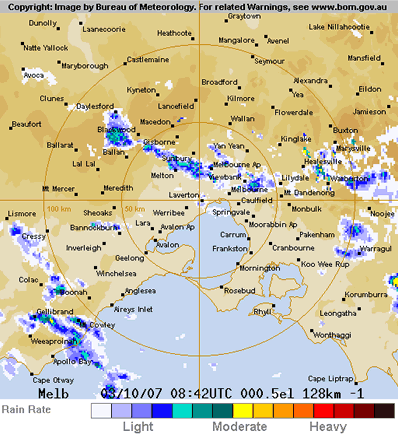 Copyright: Image by Bureau of Meteorology. For related Warnings, see www.bom.gov.au
Dunolly
Graytown
Laanecoorie
Lake Nillahcootie
Heathcote
Mangalore
Avenel
Natte Yallock
Castlemaine
Seymour
Mansfield
Maryborough
Avoca
Broadford
Alexandra
Kyneton
Yea
Eildon
Clunes
Daylesford
Lancefield
Kilmore
Jamieson
Flowerdale
Wallan
Macedon
Beaufort
Blackwood
Buxton
Gisborne
Kinglake
Ballarat
Yan Yean
Marysville
Ballan
Sunbury
Lal Lal
Melbourne Ap
Healesville
Melton
Viewbank
Lilydale
Warburton
Mt Mercer
Meredith
Melbourne
Mt Dandenong
Laverton
Caulfield
100 km
50 km
Lismore
Sheoaks
Werribee
Springvale
Monbulk
Noojee
Lara
Avalon Ap
Moorabbin Ap
Bannockburn
Cressy
Carrum
Pakenham
Inverleigh
Avalon
Frankston
Cranbourne
Warragul
Geelong
Koo Wee Rup
Winchelsea
Mornington
Colac
Anglesea
Rosebud
Korumburra
Gellibrand
Aireys Inlet
Rhyll
Leongatha
Cowley
Weeaproinah
Wonthaggi
Apollo Bay
Cape Otway
Cape Liptrap
Melb 03/10/07 08:42UTC 000.5el 128km -1
Rain Rate
Light Moderate Heavy